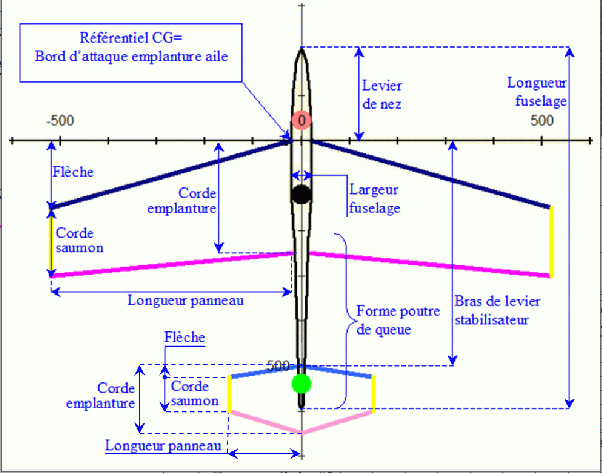 Référentiel CG=
Bord d'attaque emplanture aile
Levier
de nez
Longueur
fuselage
-500
0
500
Flèche
Corde
emplanture
Largeur
fuselage
Corde
saumon
Longueur panneau
Bras de levier
stabilisateur
Forme poutre
de queue
Flèche
500
Corde
emplanture
Corde
saumon
Longueur panneau